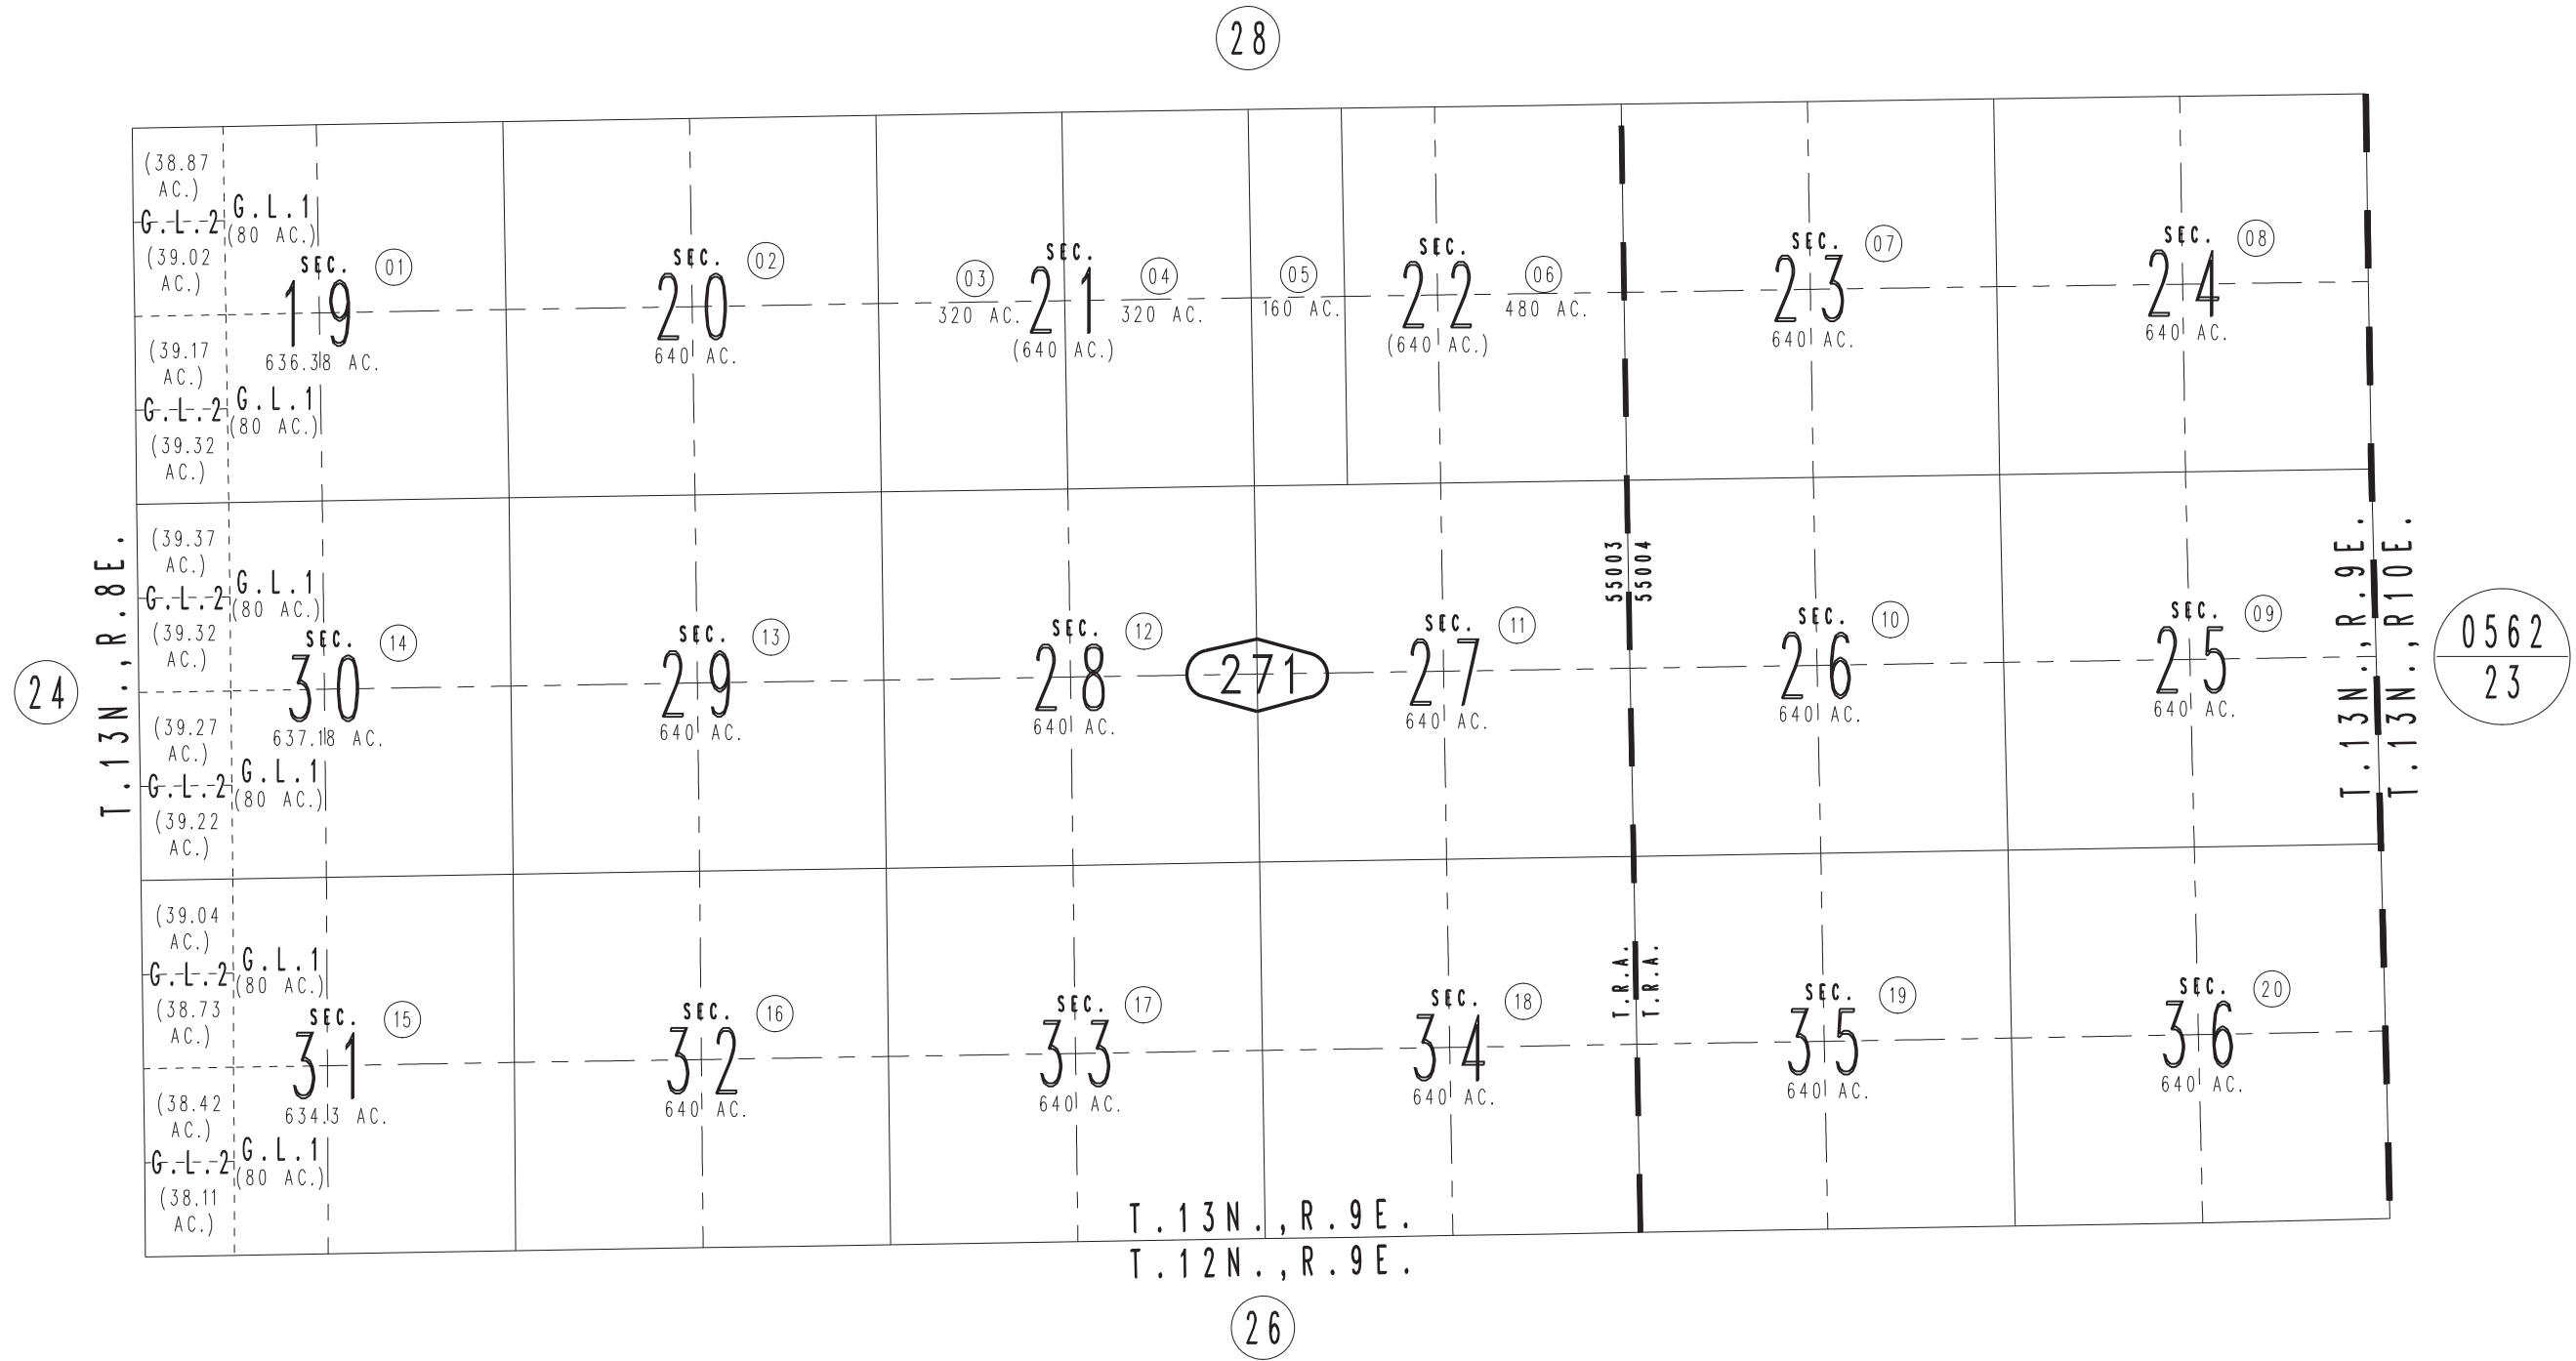 28
(38.87
AC.)
G.L.2
G.L.1
(80 AC.)
(39.02
AC.)
SEC.
19
01
636.38 AC.
(39.17
AC.)
G.L.2
G.L.1
(80 AC.)
(39.32
AC.)
SEC.
20
02
640 AC.
03
320 AC.
SEC.
21
(640 AC.)
04
320 AC.
05
160 AC.
SEC.
22
(640 AC.)
06
480 AC.
SEC.
23
07
640 AC.
SEC.
24
08
640 AC.
T.13N.,R.8E.
24
(39.37
AC.)
G.L.2
G.L.1
(80 AC.)
(39.32
AC.)
SEC.
30
14
637.18 AC.
(39.27
AC.)
G.L.2
G.L.1
(80 AC.)
(39.22
AC.)
SEC.
29
13
640 AC.
SEC.
28
12
640 AC.
271
SEC.
27
11
640 AC.
55003
55004
SEC.
26
10
640 AC.
SEC.
25
09
640 AC.
T.13N.,R.9E.
T.13N.,R10E.
0562
23
(39.04
AC.)
G.L.2
G.L.1
(80 AC.)
(38.73
AC.)
SEC.
31
15
634.3 AC.
(38.42
AC.)
G.L.2
G.L.1
(80 AC.)
(38.11
AC.)
SEC.
32
16
640 AC.
SEC.
33
17
640 AC.
SEC.
34
18
640 AC.
T.R.A.
T.R.A.
SEC.
35
19
640 AC.
SEC.
36
20
640 AC.
T.13N.,R.9E.
T.12N.,R.9E.
26